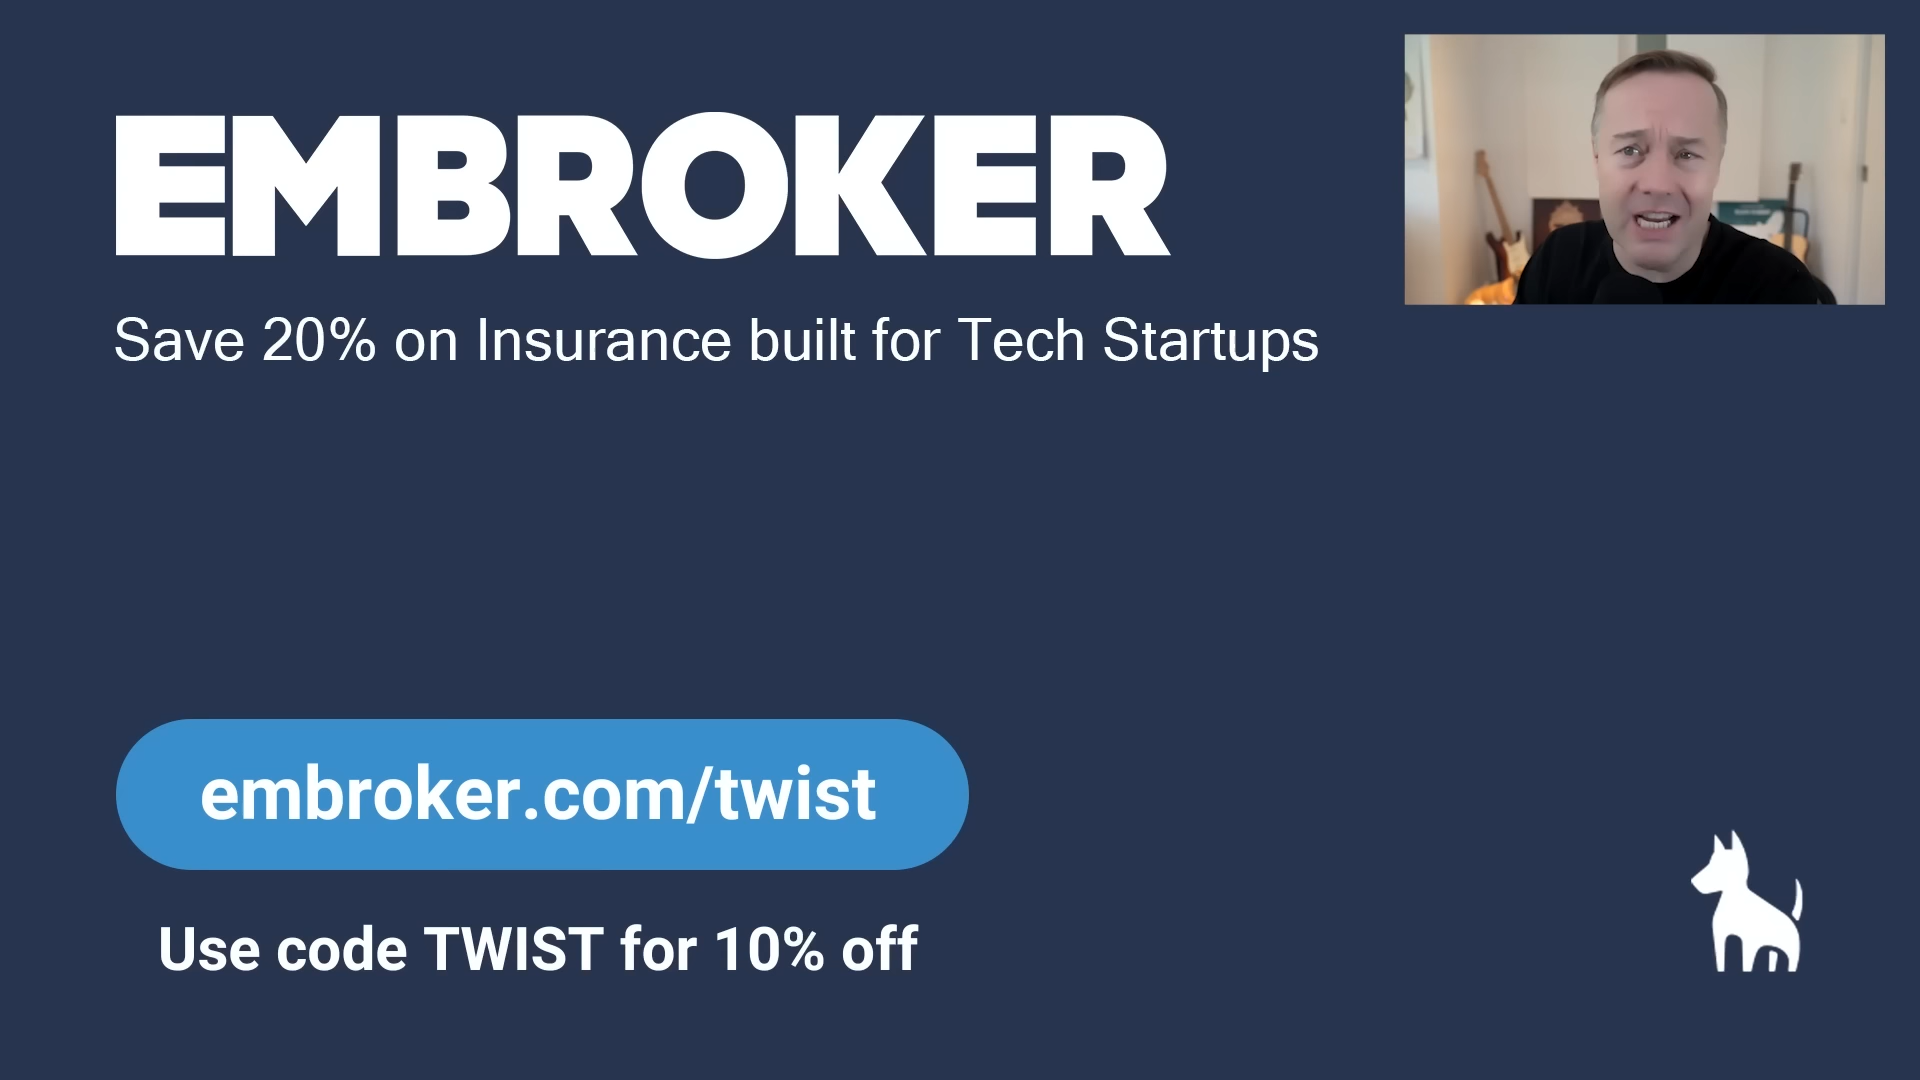 EMBROKER
Save 20% on Insurance built for Tech Startups
embroker.com/twist
Use code TWIST for 10% off